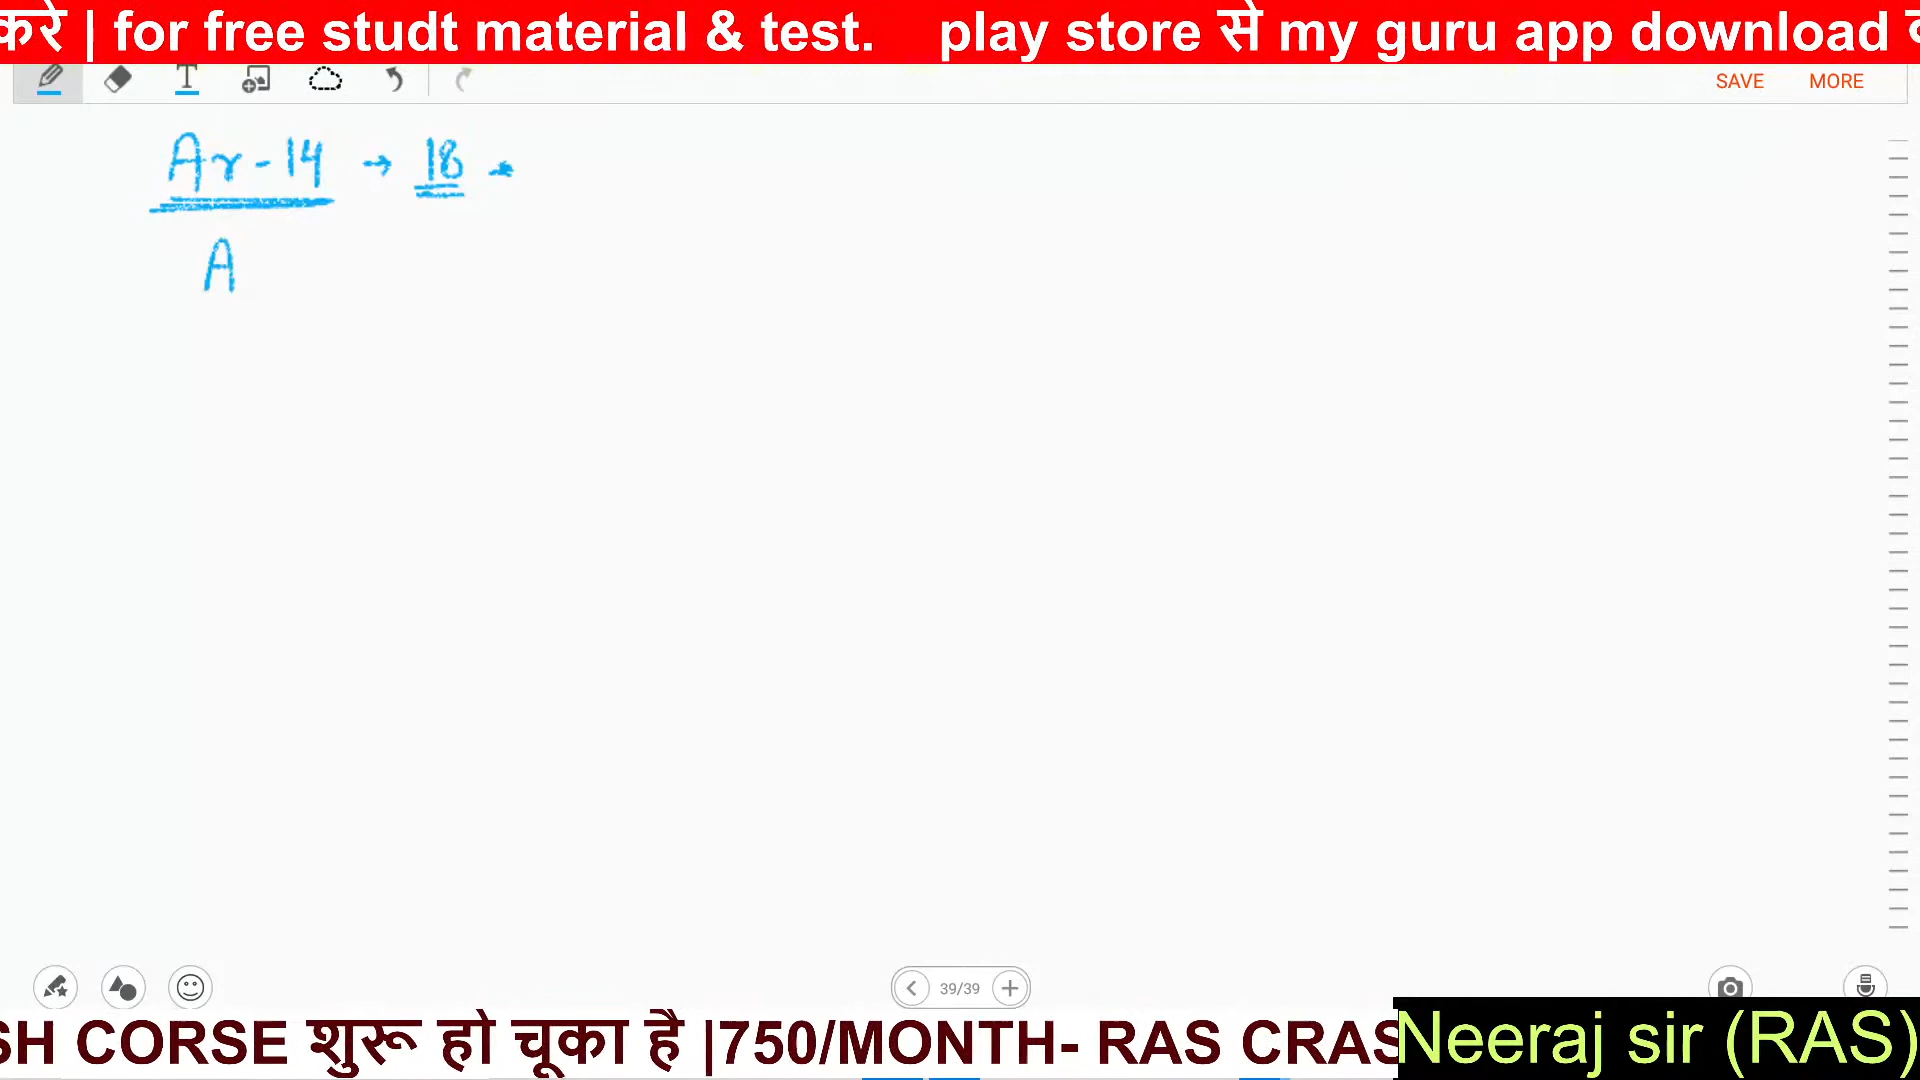 करे | for free studt material & test. play store से my guru app download
SAVE MORE
Ar-14 → 18 →
A
39/39
SH CORSE शुरू हो चूका है |750/MONTH- RAS CRAS
Neeraj sir (RAS)